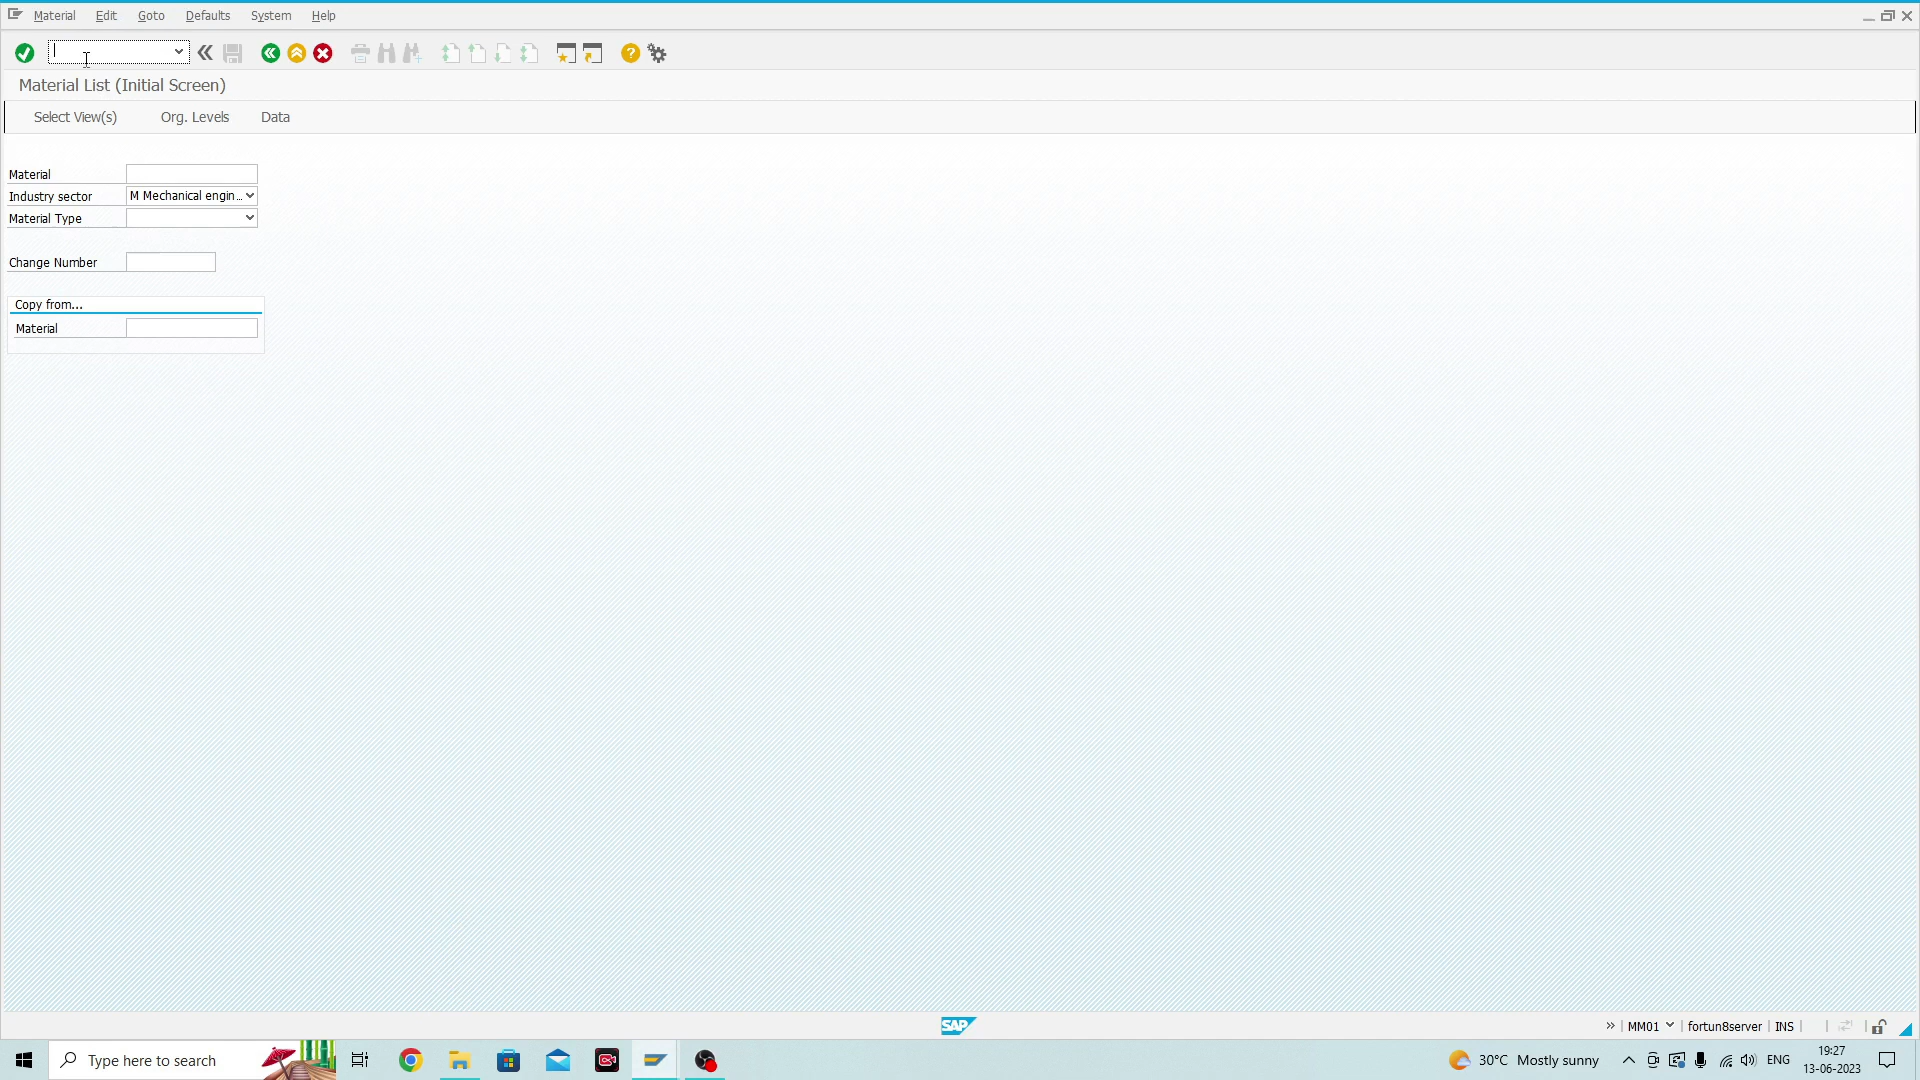 Material Edit Goto Defaults System Help
Material List (Initial Screen)
Select View(s) Org. Levels Data
Material
Industry sector M Mechanical engin...
Material Type
Change Number
Copy from...
Material
SAP
MM01 fortun8server INS
Type here to search
30°C Mostly sunny ENG 19:27
13-06-2023